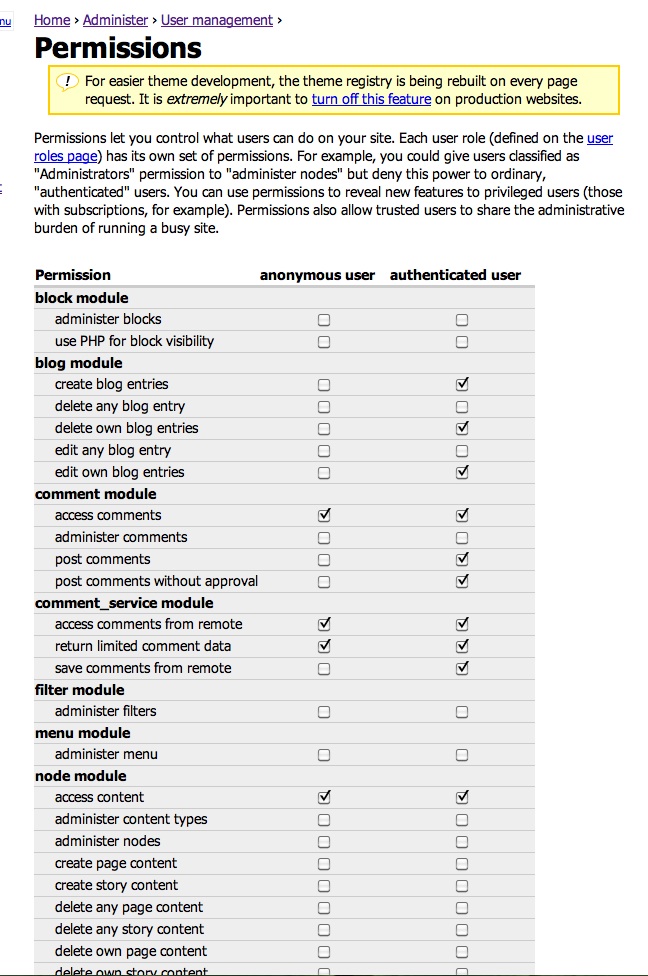 nu
Home › Administer › User management ›
Permissions
! For easier theme development, the theme registry is being rebuilt on every page
request. It is extremely important to turn off this feature on production websites.
Permissions let you control what users can do on your site. Each user role (defined on the user
roles page) has its own set of permissions. For example, you could give users classified as
"Administrators" permission to "administer nodes" but deny this power to ordinary,
"authenticated" users. You can use permissions to reveal new features to privileged users (those
with subscriptions, for example). Permissions also allow trusted users to share the administrative
burden of running a busy site.
Permission anonymous user authenticated user
block module
administer blocks
use PHP for block visibility
blog module
create blog entries
delete any blog entry
delete own blog entries
edit any blog entry
edit own blog entries
comment module
access comments
administer comments
post comments
post comments without approval
comment_service module
access comments from remote
return limited comment data
save comments from remote
filter module
administer filters
menu module
administer menu
node module
access content
administer content types
administer nodes
create page content
create story content
delete any page content
delete any story content
delete own page content
delete own story content